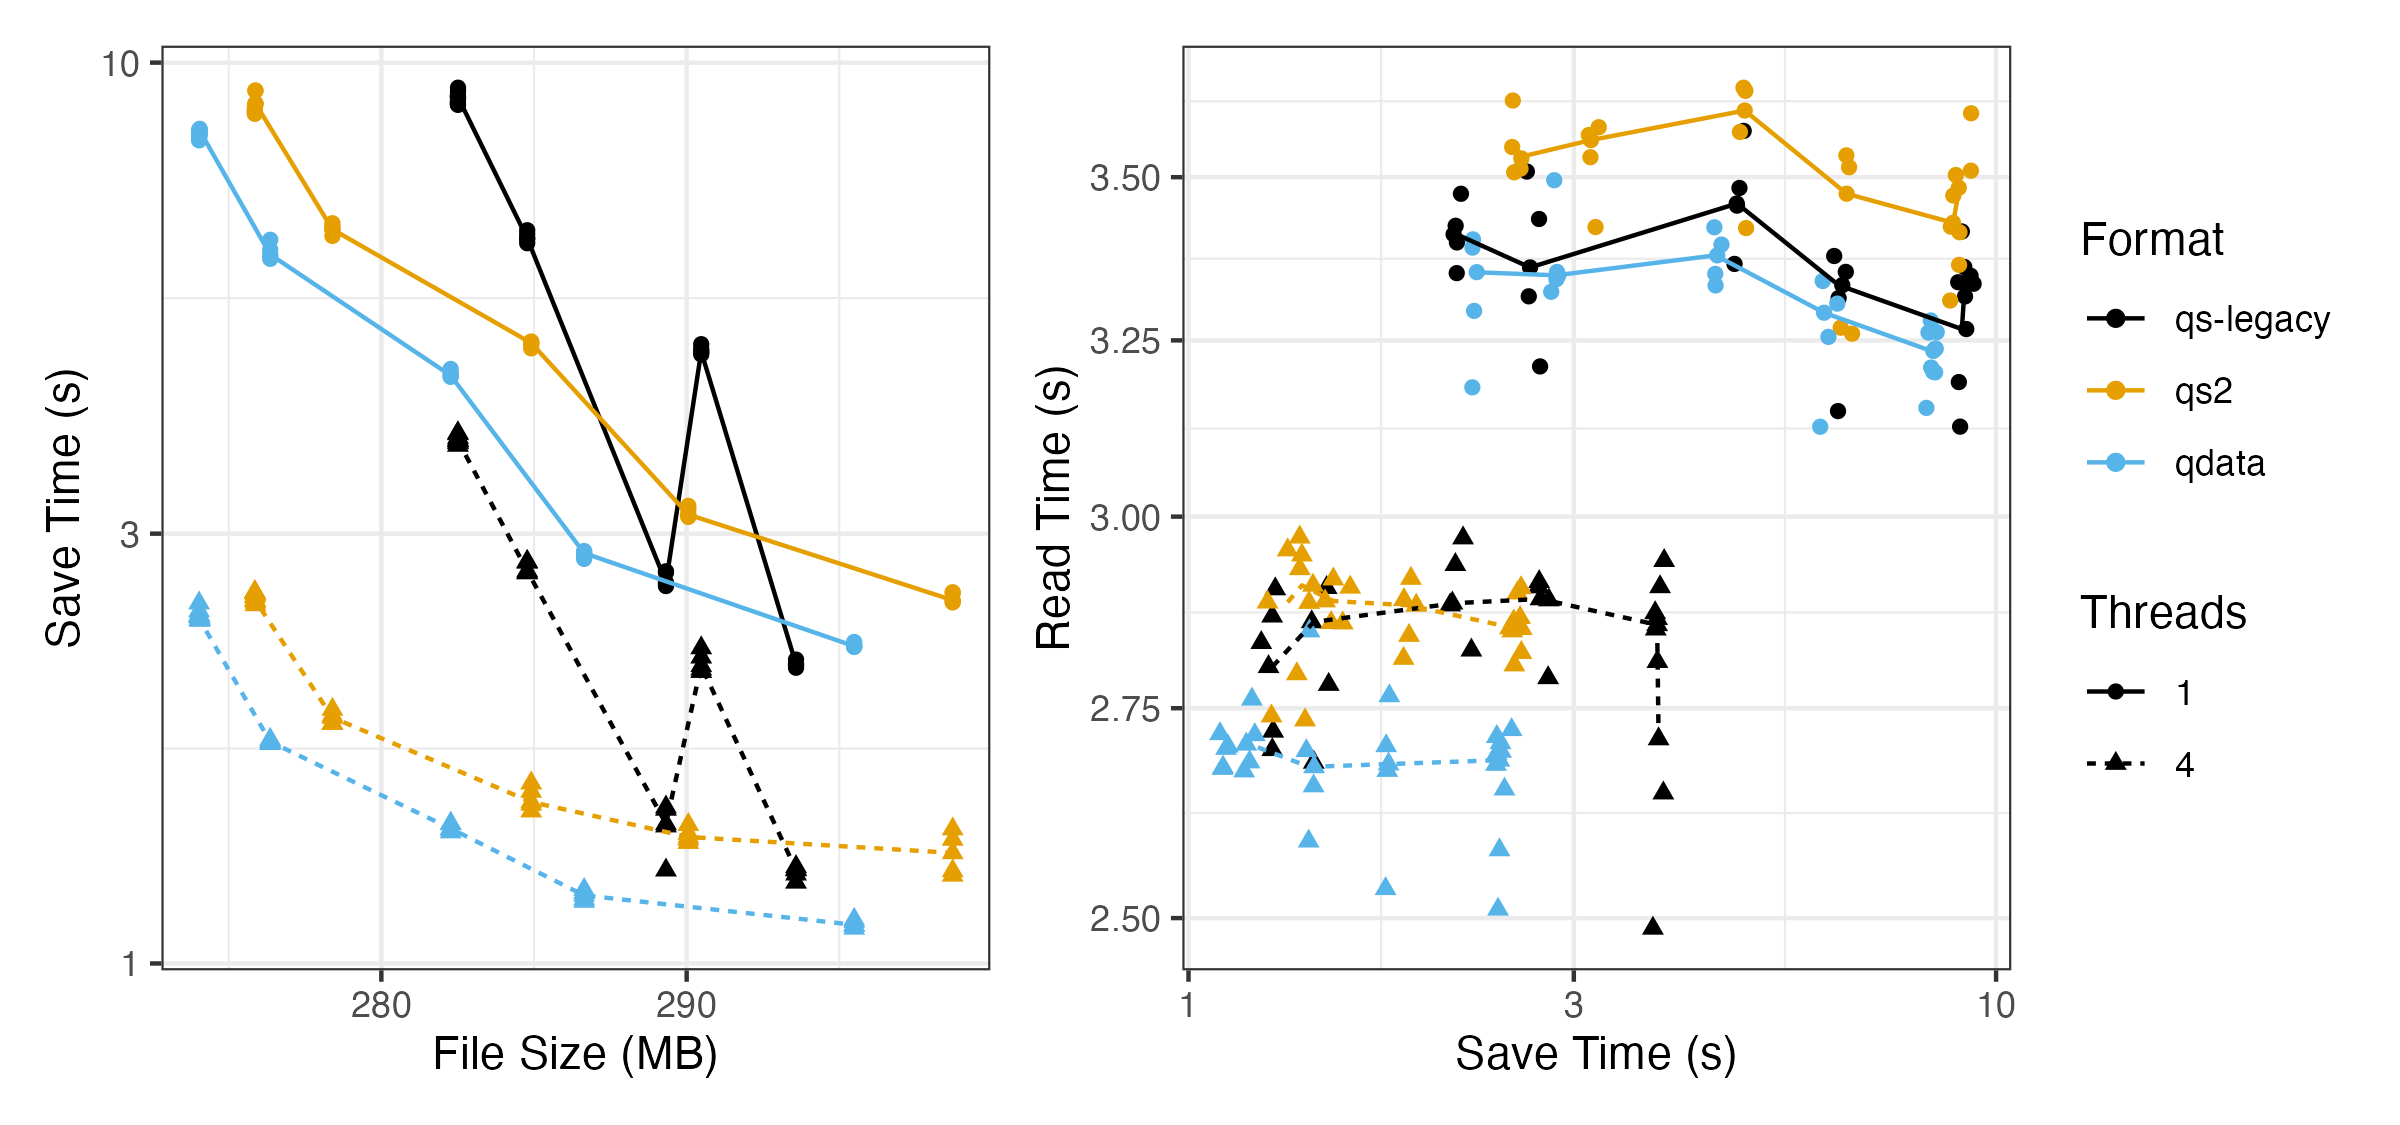 10
3
1
Save Time (s)
280
290
File Size (MB)
3.50
3.25
3.00
2.75
2.50
Read Time (s)
1
3
10
Save Time (s)
Format
qs-legacy
qs2
qdata
Threads
1
4